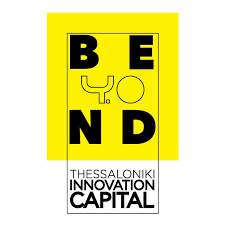 BE
YO
ND
THESSALONIKI
INNOVATION
CAPITAL